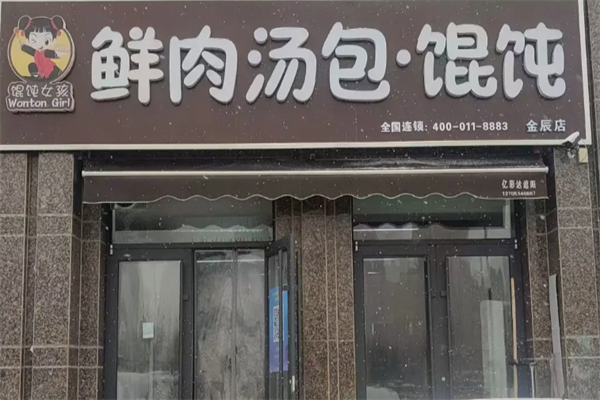 鲜肉汤包·馄饨
馄饨女孩
Wonton Girl
全国连锁：400-011-8883 金辰店